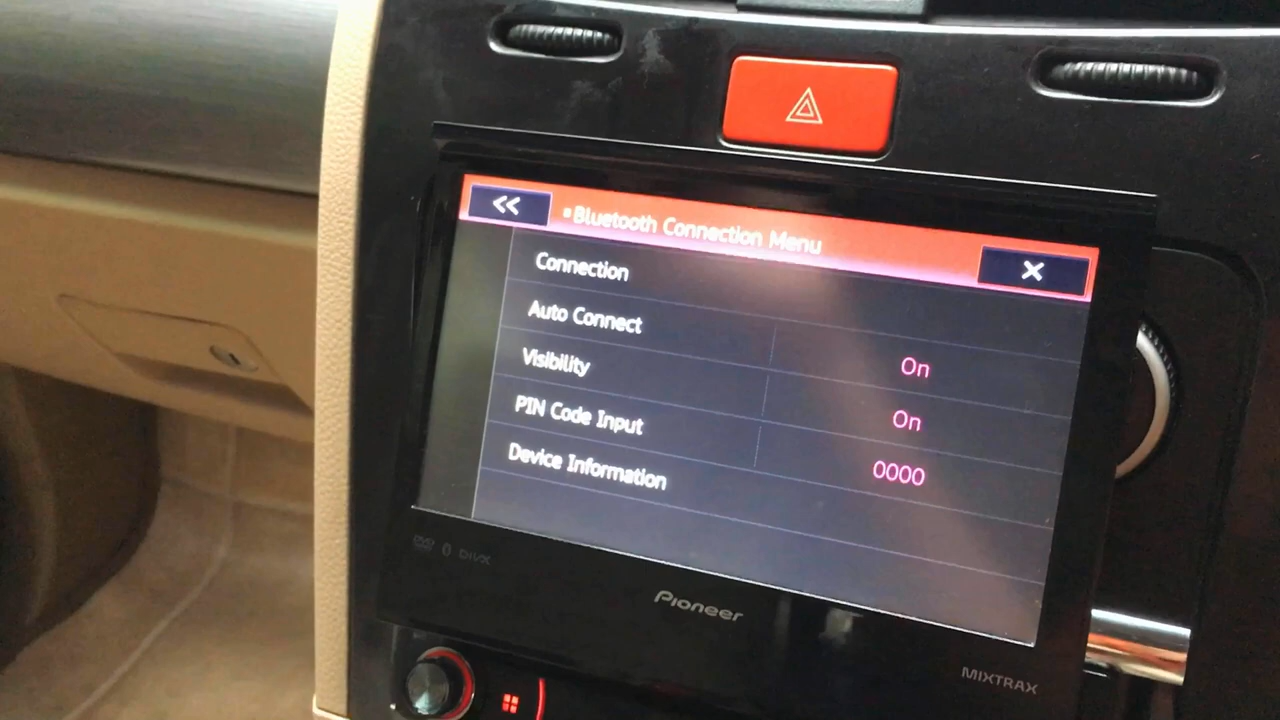 <<
Bluetooth Connection Menu
Connection
Auto Connect On
Visibility On
PIN Code Input 0000
Device Information
DVD DIVX
Pioneer
MIXTRAX